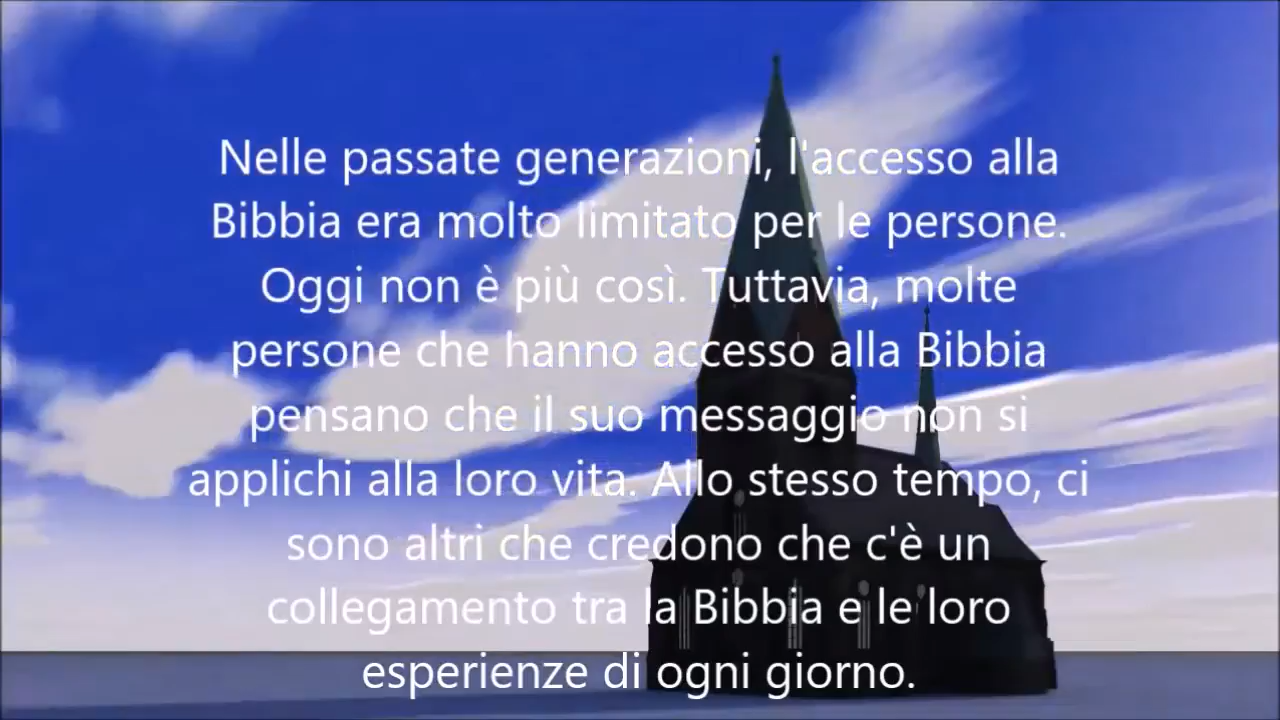 Nelle passate generazioni, l'accesso alla
Bibbia era molto limitato per le persone.
Oggi non è più così. Tuttavia, molte
persone che hanno accesso alla Bibbia
pensano che il suo messaggio non si
applichi alla loro vita. Allo stesso tempo, ci
sono altri che credono che c'è un
collegamento tra la Bibbia e le loro
esperienze di ogni giorno.